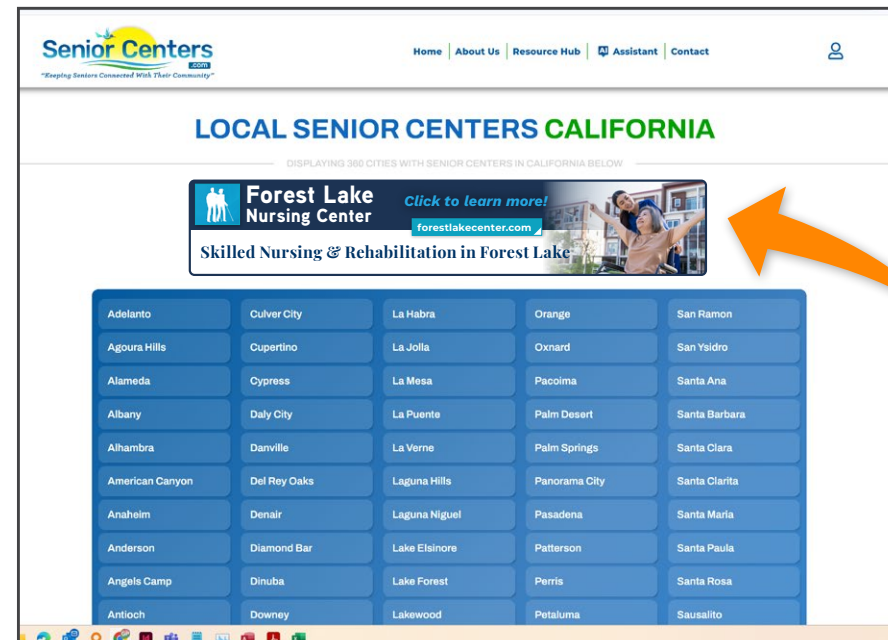 Senior Centers
.com
"Keeping Seniors Connected With Their Community"
Home About Us Resource Hub AI Assistant Contact
LOCAL SENIOR CENTERS CALIFORNIA
DISPLAYING 360 CITIES WITH SENIOR CENTERS IN CALIFORNIA BELOW
Forest Lake
Nursing Center
Click to learn more!
forestlakecenter.com
Skilled Nursing & Rehabilitation in Forest Lake
Adelanto Culver City La Habra Orange San Ramon
Agoura Hills Cupertino La Jolla Oxnard San Ysidro
Alameda Cypress La Mesa Pacoima Santa Ana
Albany Daly City La Puente Palm Desert Santa Barbara
Alhambra Danville La Verne Palm Springs Santa Clara
American Canyon Del Rey Oaks Laguna Hills Panorama City Santa Clarita
Anaheim Denair Laguna Niguel Pasadena Santa Maria
Anderson Diamond Bar Lake Elsinore Patterson Santa Paula
Angels Camp Dinuba Lake Forest Perris Santa Rosa
Antioch Downey Lakewood Petaluma Sausalito